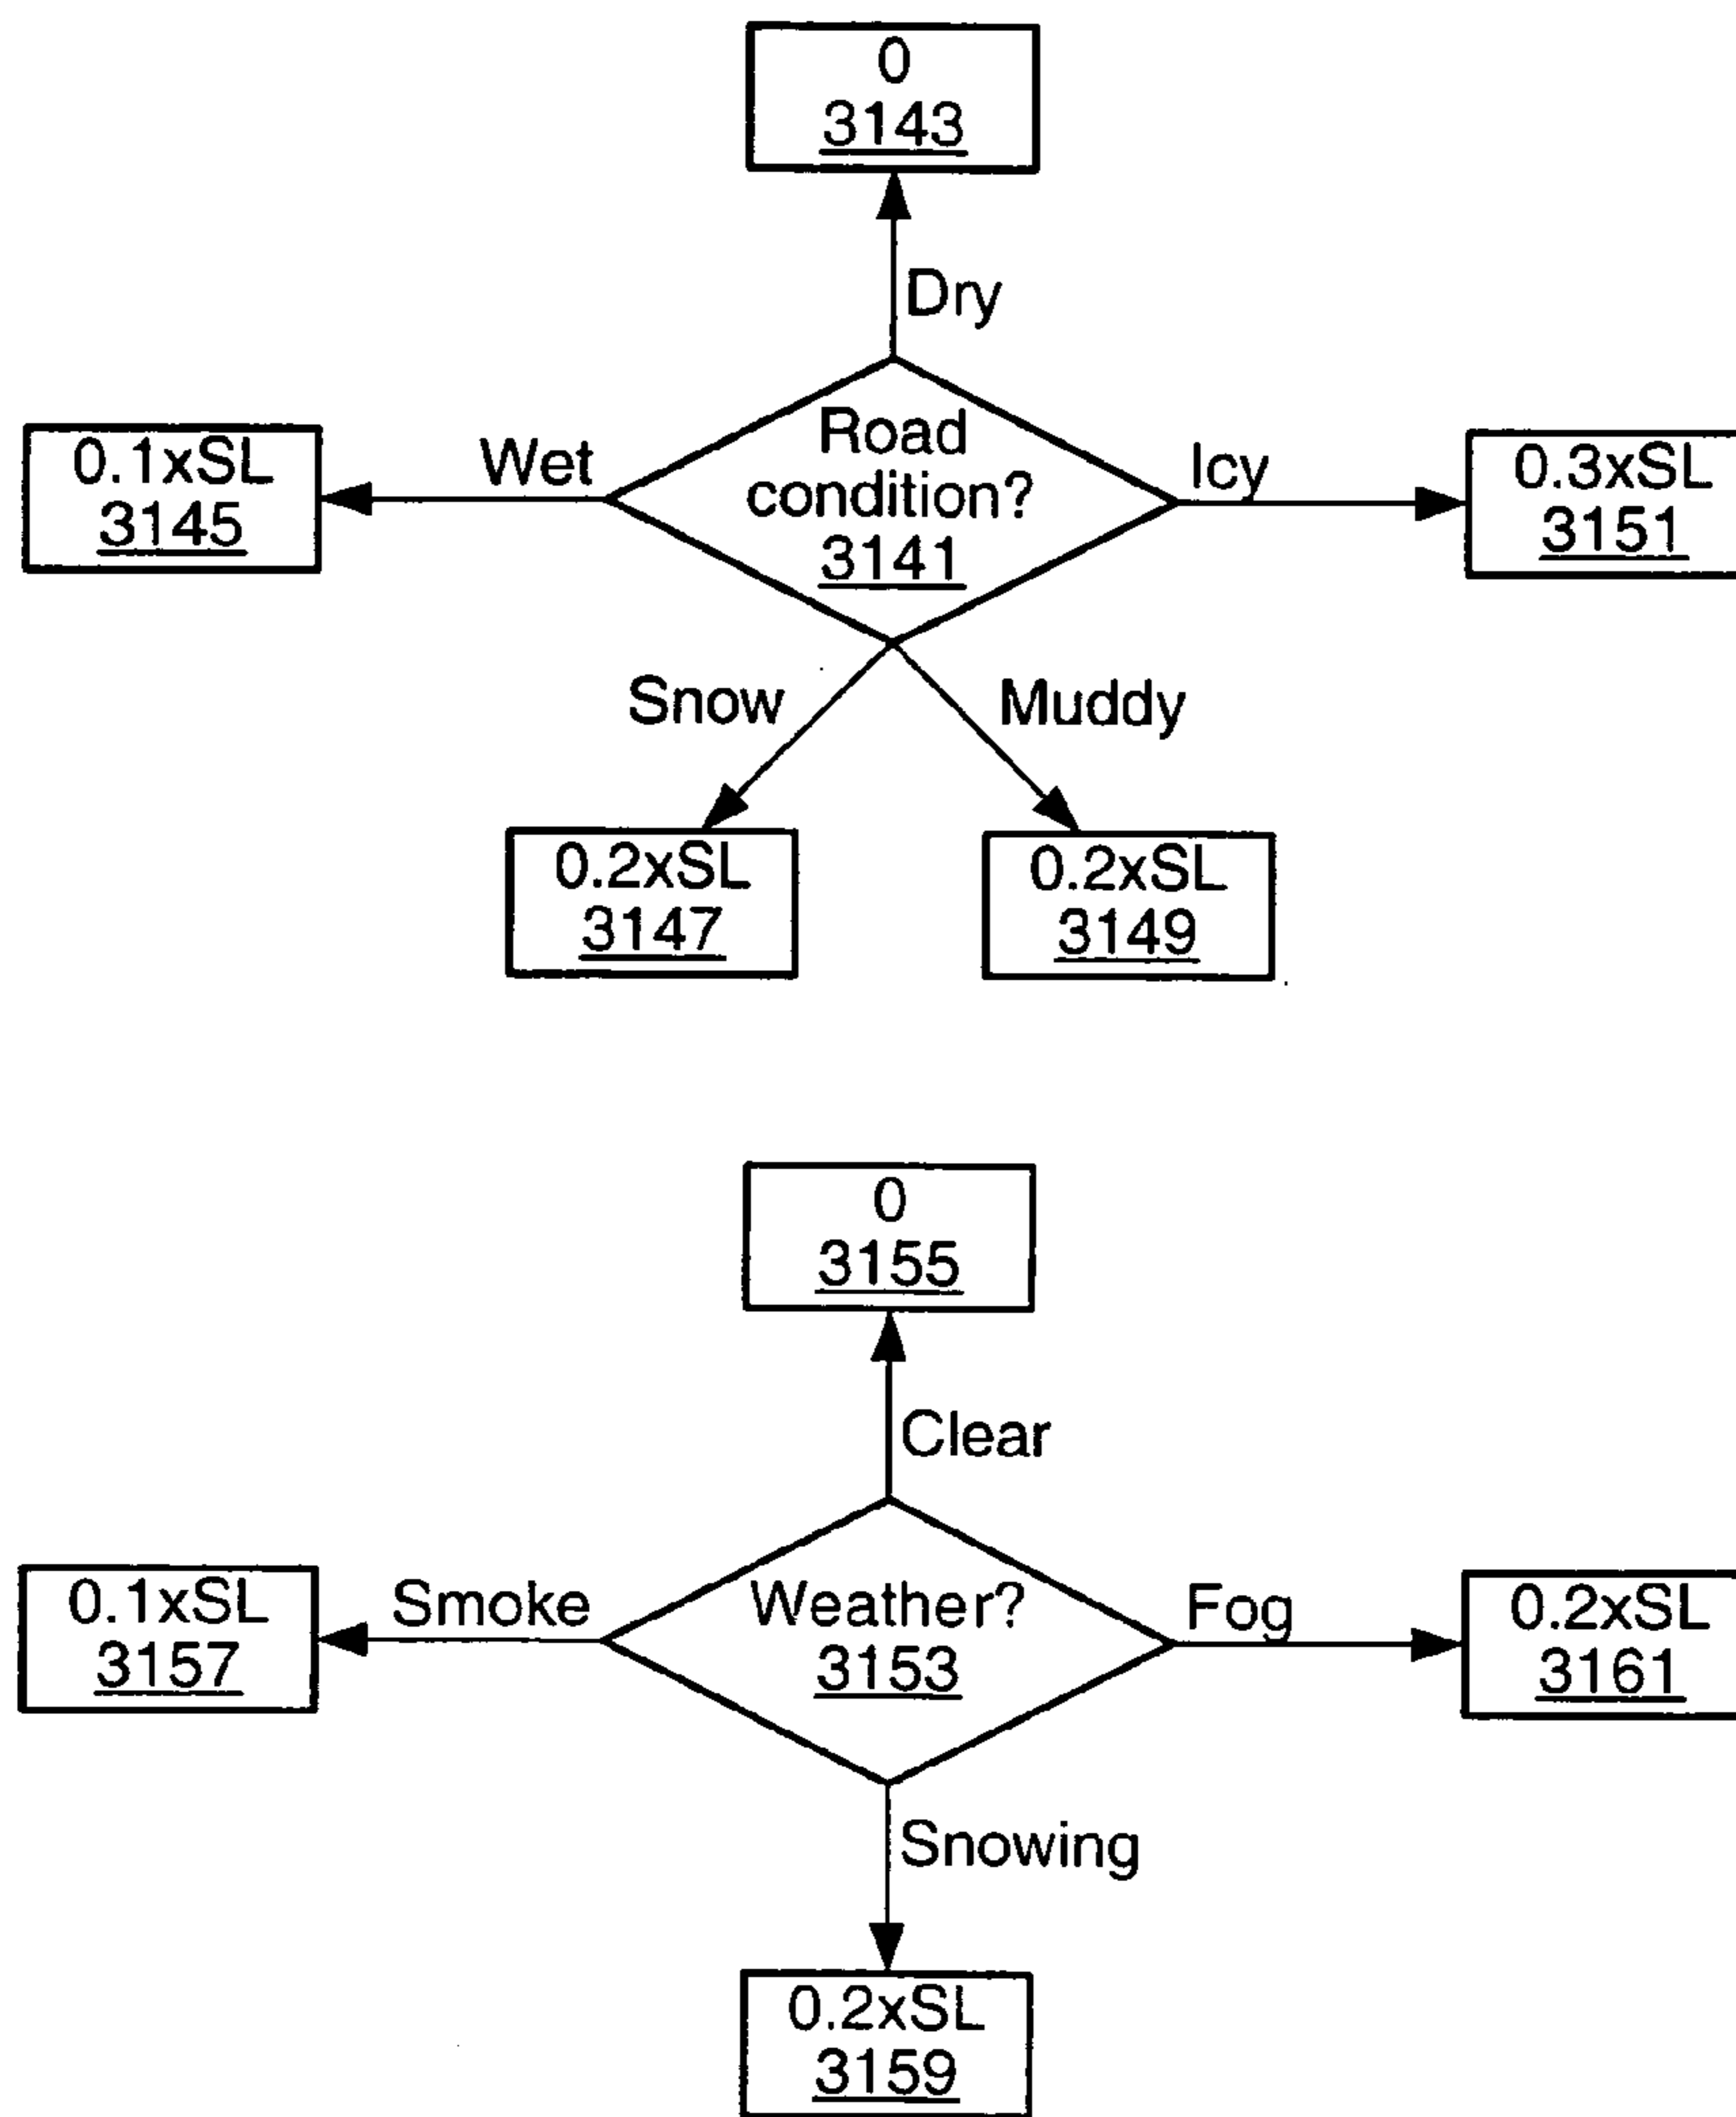 0
3143
Dry
Wet
Road
condition?
3141
Icy
0.1xSL
3145
0.3xSL
3151
Snow
Muddy
0.2xSL
3147
0.2xSL
3149
0
3155
Clear
Smoke
Weather?
3153
Fog
0.1xSL
3157
0.2xSL
3161
Snowing
0.2xSL
3159